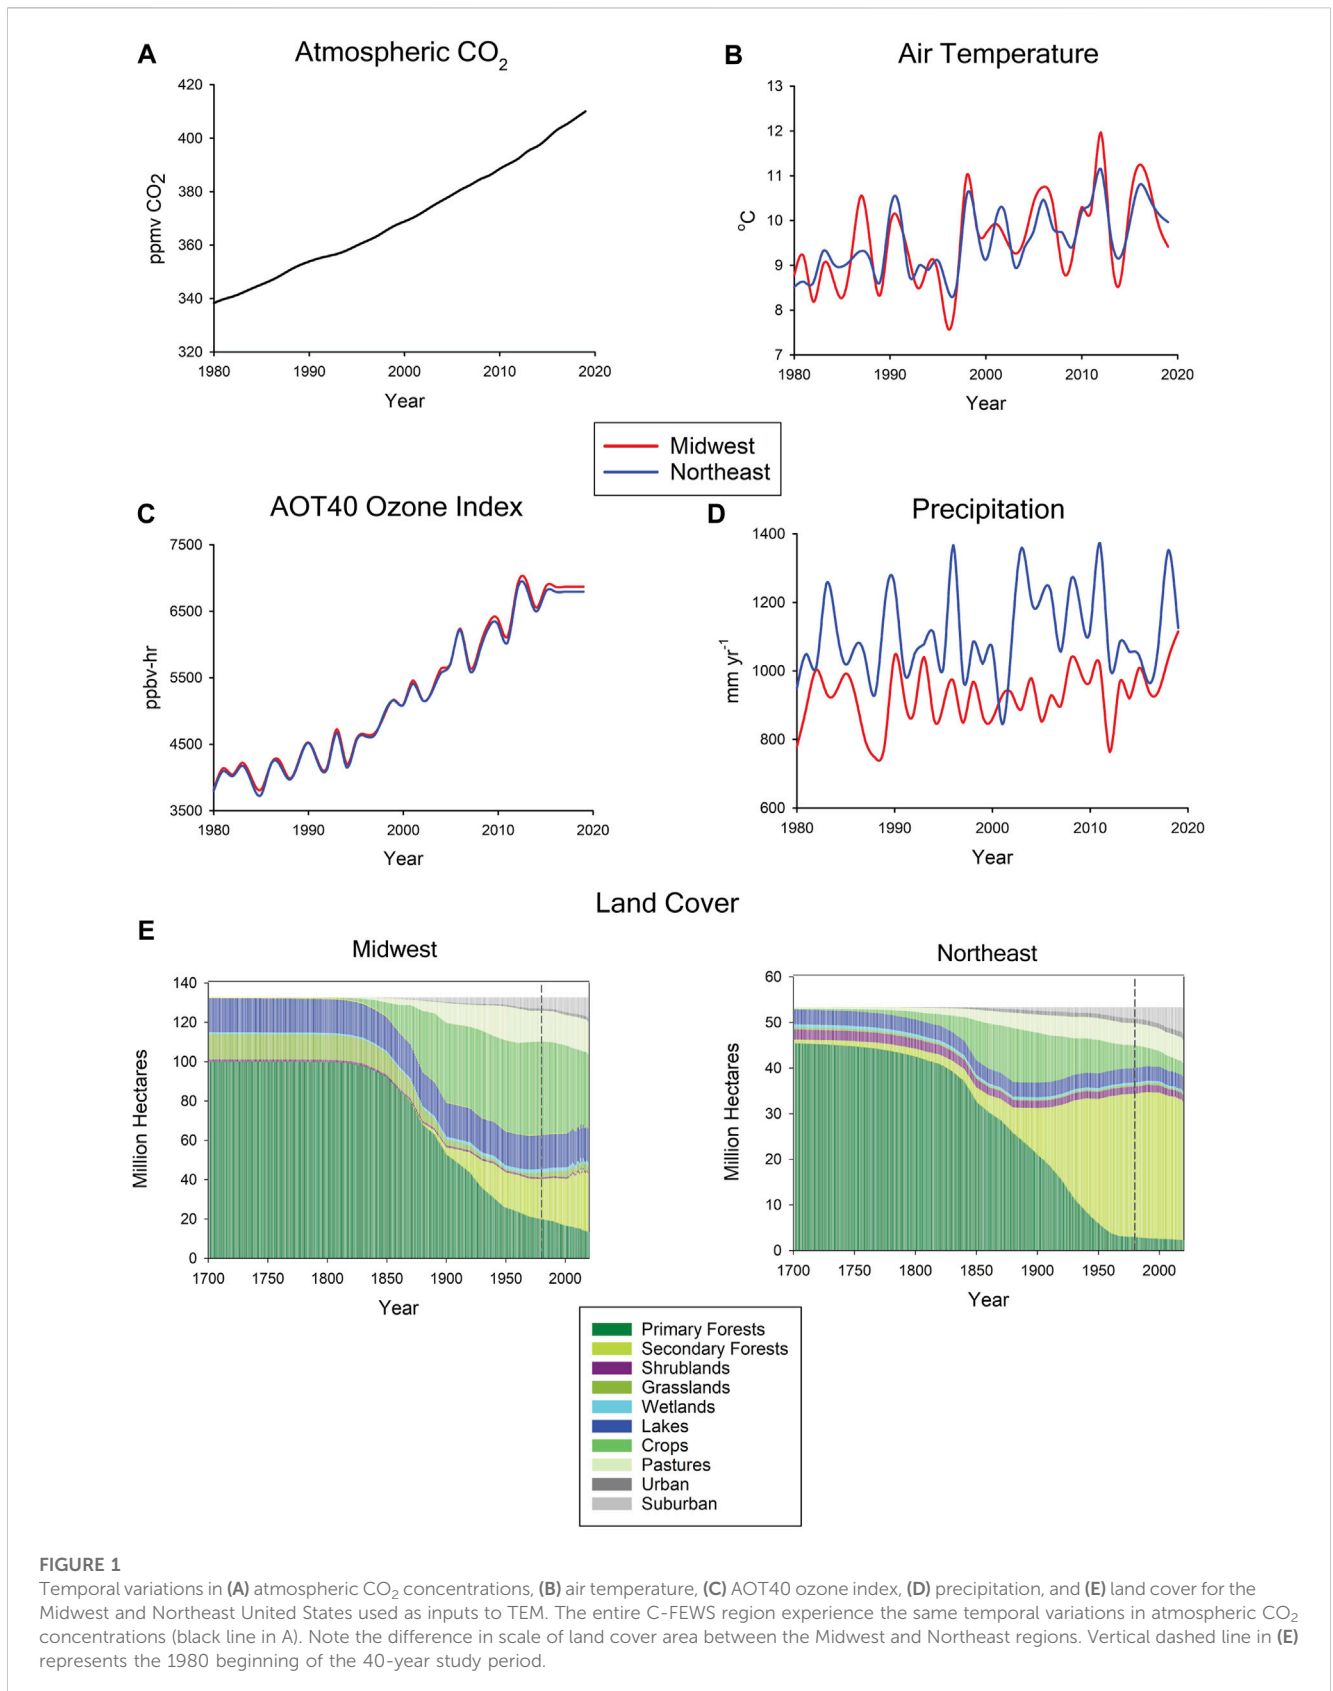 A
Atmospheric CO2
420
400
380
360
340
320
ppmv CO2
1980
1990
2000
2010
2020
Year
B
Air Temperature
13
12
11
10
9
8
7
°C
1980
1990
2000
2010
2020
Year
Midwest
Northeast
C
AOT40 Ozone Index
7500
6500
5500
4500
3500
ppbv-hr
1980
1990
2000
2010
2020
Year
D
Precipitation
1400
1200
1000
800
600
mm yr-1
1980
1990
2000
2010
2020
Year
Land Cover
E
Midwest
140
120
100
80
60
40
20
0
Million Hectares
1700
1750
1800
1850
1900
1950
2000
Year
Northeast
60
50
40
30
20
10
0
Million Hectares
1700
1750
1800
1850
1900
1950
2000
Year
Primary Forests
Secondary Forests
Shrublands
Grasslands
Wetlands
Lakes
Crops
Pastures
Urban
Suburban
FIGURE 1
Temporal variations in (A) atmospheric CO2 concentrations, (B) air temperature, (C) AOT40 ozone index, (D) precipitation, and (E) land cover for the
Midwest and Northeast United States used as inputs to TEM. The entire C-FEWS region experience the same temporal variations in atmospheric CO2
concentrations (black line in A). Note the difference in scale of land cover area between the Midwest and Northeast regions. Vertical dashed line in (E)
represents the 1980 beginning of the 40-year study period.